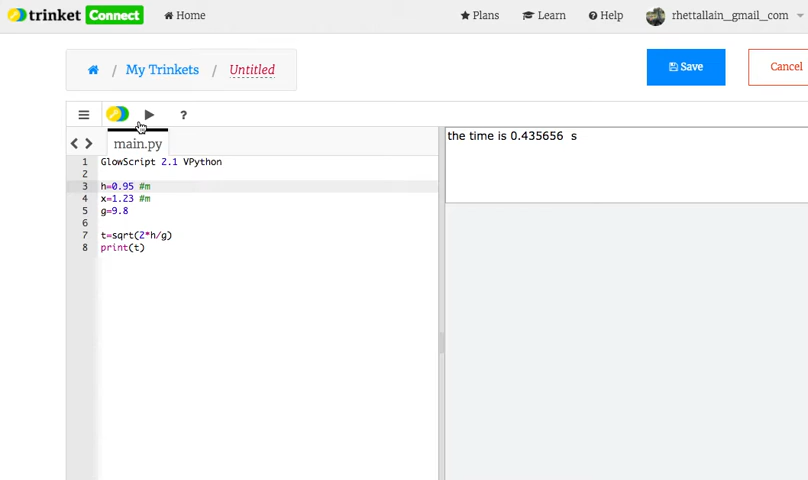 trinket Connect Home Plans Learn Help rhettallain__gmail__com
/ My Trinkets / Untitled Save Cancel
?
main.py
1 GlowScript 2.1 VPython
2
3 h=0.95 #m
4 x=1.23 #m
5 g=9.8
6
7 t=sqrt(2*h/g)
8 print(t)
the time is 0.435656 s